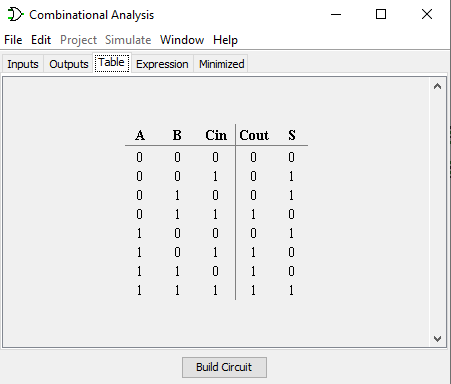 Combinational Analysis
File Edit Project Simulate Window Help
Inputs Outputs Table Expression Minimized
A B Cin Cout S
0 0 0 0 0
0 0 1 0 1
0 1 0 0 1
0 1 1 1 0
1 0 0 0 1
1 0 1 1 0
1 1 0 1 0
1 1 1 1 1
Build Circuit